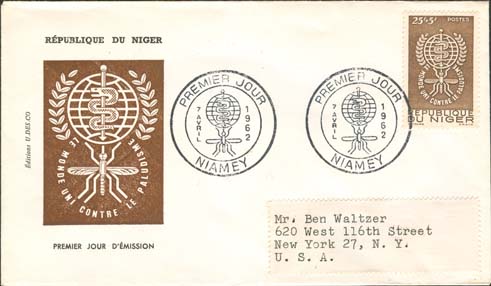 RÉPUBLIQUE DU NIGER
Éditions U.DELCO
LE MONDE UNI CONTRE LE PALUDISME
PREMIER JOUR D'ÉMISSION
PREMIER JOUR
7 AVRIL 1962
NIAMEY
PREMIER JOUR
7 AVRIL 1962
NIAMEY
25F+5F POSTES
LE MONDE UNI CONTRE LE PALUDISME
RÉPUBLIQUE
DU NIGER
Mr. Ben Waltzer
620 West 116th Street
New York 27, N. Y.
U. S. A.